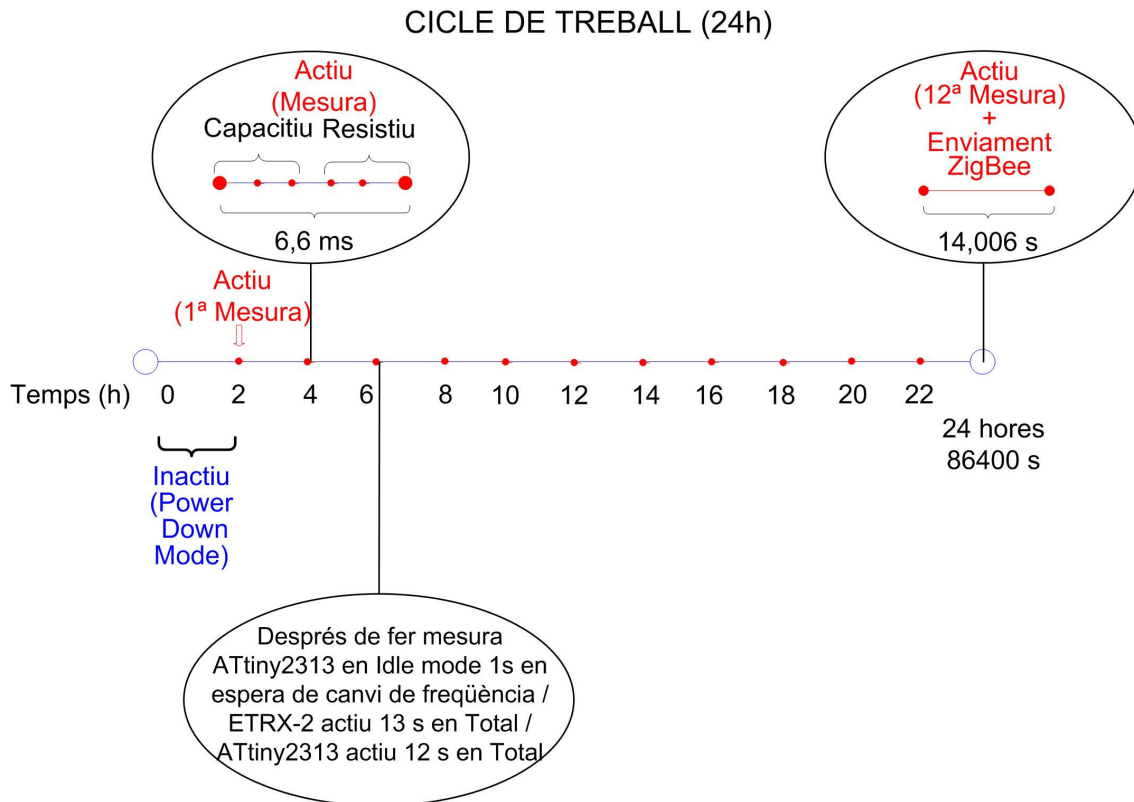 CICLE DE TREBALL (24h)
Actiu
(Mesura)
Capacitiu Resistiu
6,6 ms
Actiu
(12ª Mesura)
+
Enviament
ZigBee
14,006 s
Actiu
(1ª Mesura)
Temps (h) 0 2 4 6 8 10 12 14 16 18 20 22
24 hores
86400 s
Inactiu
(Power
Down
Mode)
Després de fer mesura
ATtiny2313 en Idle mode 1s en
espera de canvi de freqüència /
ETRX-2 actiu 13 s en Total /
ATtiny2313 actiu 12 s en Total